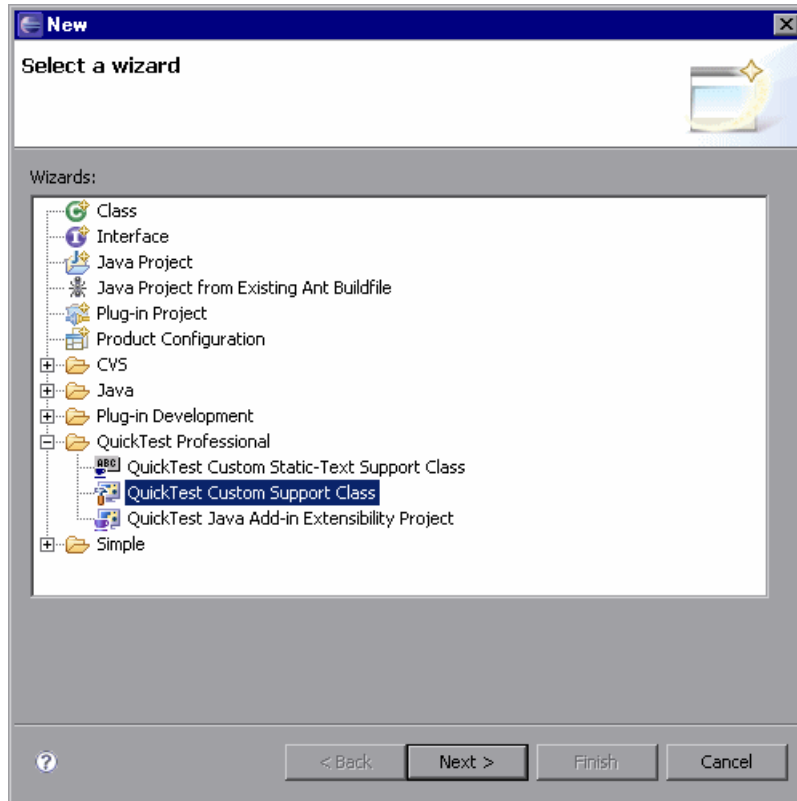 New
Select a wizard
Wizards:
Class
Interface
Java Project
Java Project from Existing Ant Buildfile
Plug-in Project
Product Configuration
CVS
Java
Plug-in Development
QuickTest Professional
ABC
QuickTest Custom Static-Text Support Class
QuickTest Custom Support Class
QuickTest Java Add-in Extensibility Project
Simple
? < Back Next > Finish Cancel